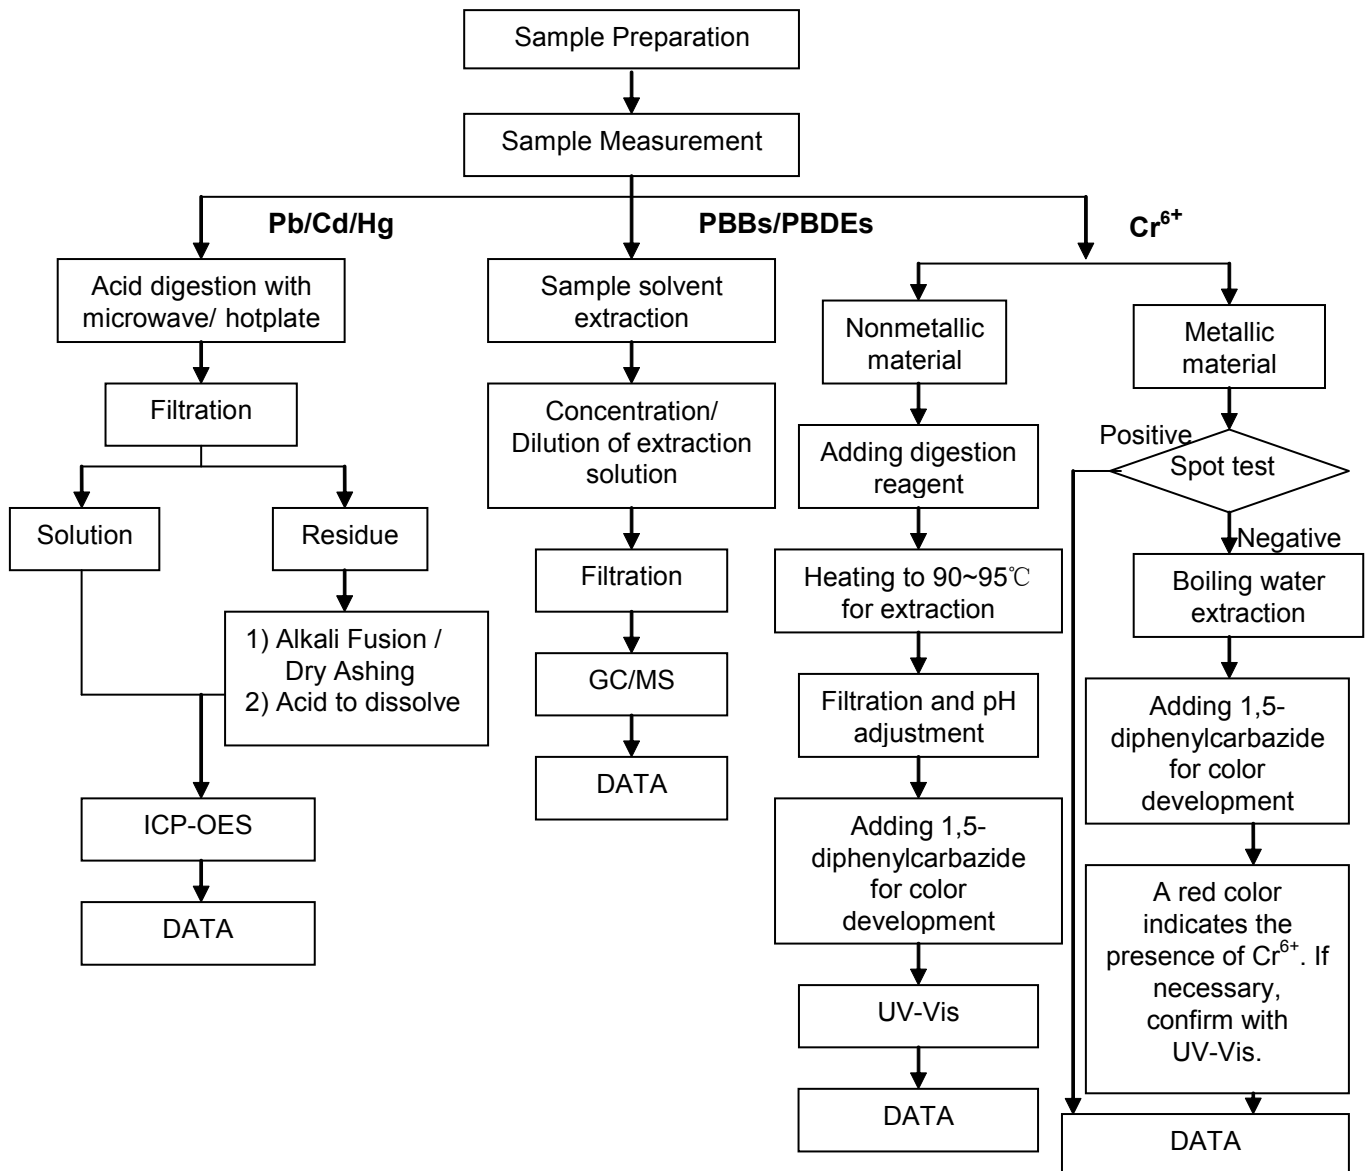 Sample Preparation
Sample Measurement
Pb/Cd/Hg
PBBs/PBDEs
Cr⁶⁺
Acid digestion with
microwave/ hotplate
Filtration
Solution
Residue
1) Alkali Fusion /
Dry Ashing
2) Acid to dissolve
ICP-OES
DATA
Sample solvent
extraction
Concentration/
Dilution of extraction
solution
Filtration
GC/MS
DATA
Nonmetallic
material
Adding digestion
reagent
Heating to 90~95℃
for extraction
Filtration and pH
adjustment
Adding 1,5-
diphenylcarbazide
for color
development
UV-Vis
DATA
Metallic
material
Positive
Spot test
Negative
Boiling water
extraction
Adding 1,5-
diphenylcarbazide
for color
development
A red color
indicates the
presence of Cr⁶⁺. If
necessary,
confirm with
UV-Vis.
DATA